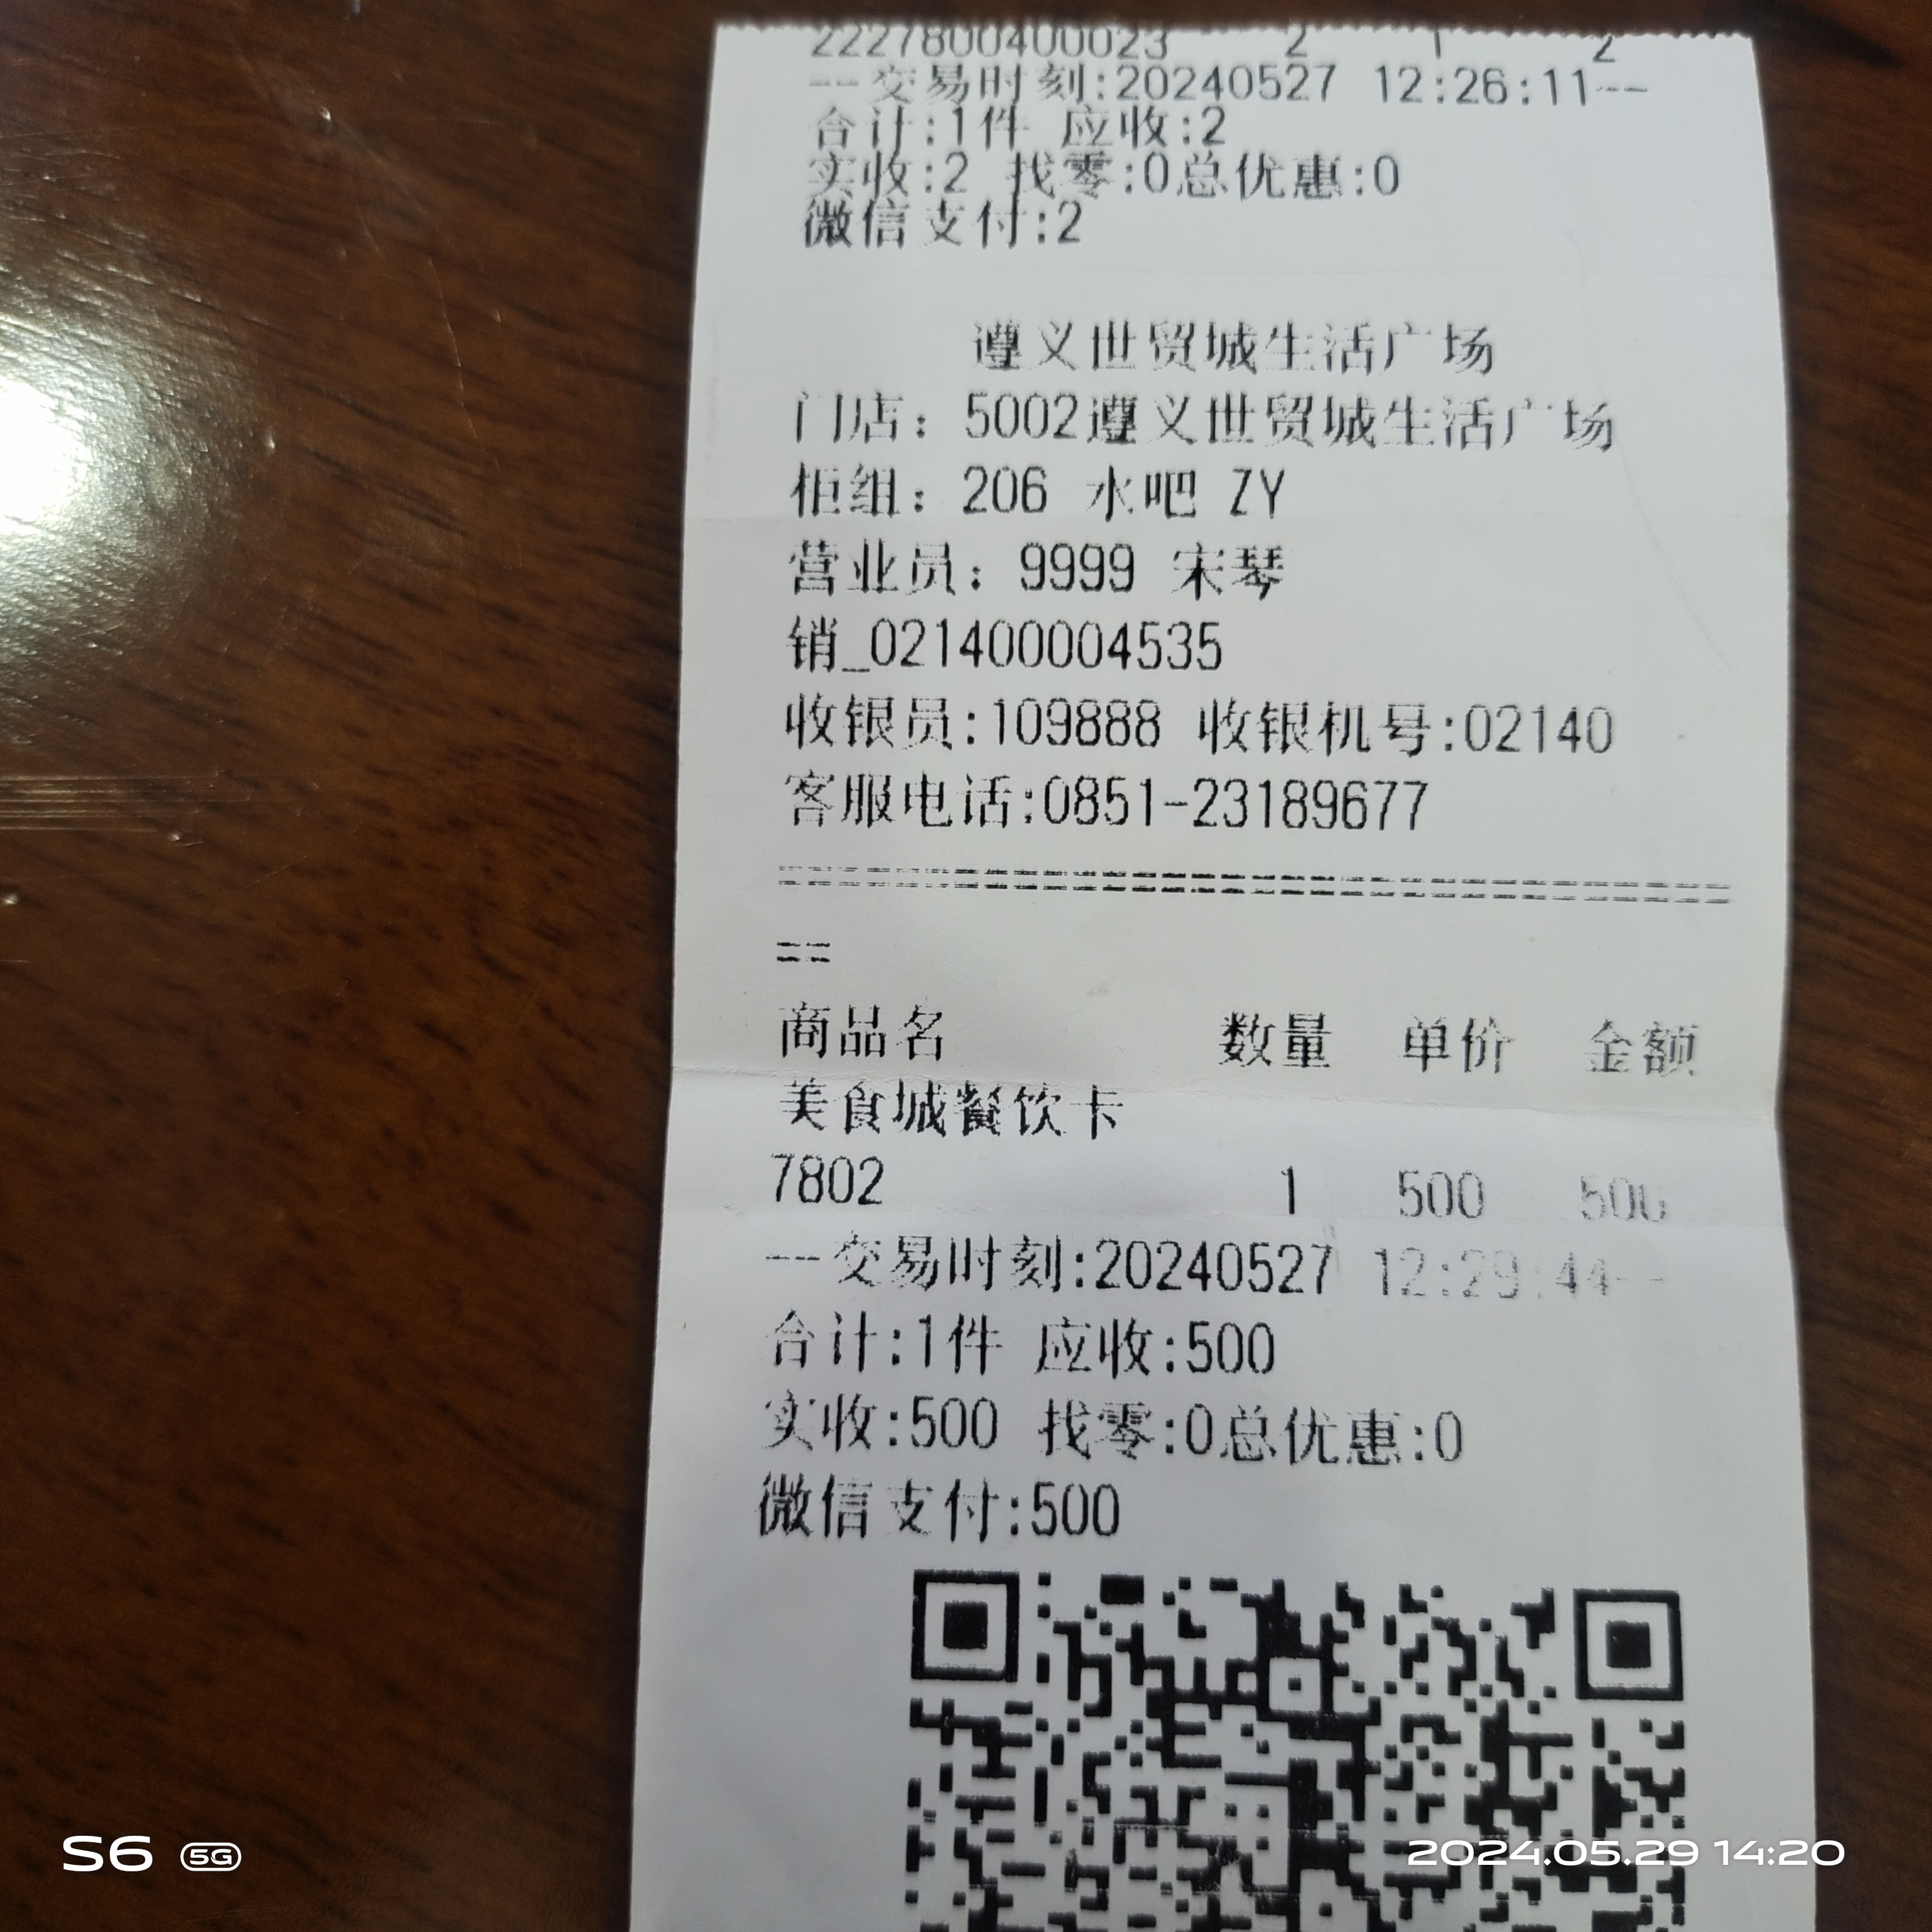 2227800400023 2 1 2
--交易时刻:20240527 12:26:11--
合计:1件 应收:2
实收:2 找零:0总优惠:0
微信支付:2
遵义世贸城生活广场
门店：5002遵义世贸城生活广场
柜组：206 水吧 ZY
营业员：9999 宋琴
销_021400004535
收银员:109888 收银机号:02140
客服电话:0851-23189677
================================
==
商品名 数量 单价 金额
美食城餐饮卡
7802 1 500 500
--交易时刻:20240527 12:29:44--
合计:1件 应收:500
实收:500 找零:0总优惠:0
微信支付:500
S6 5G
2024.05.29 14:20